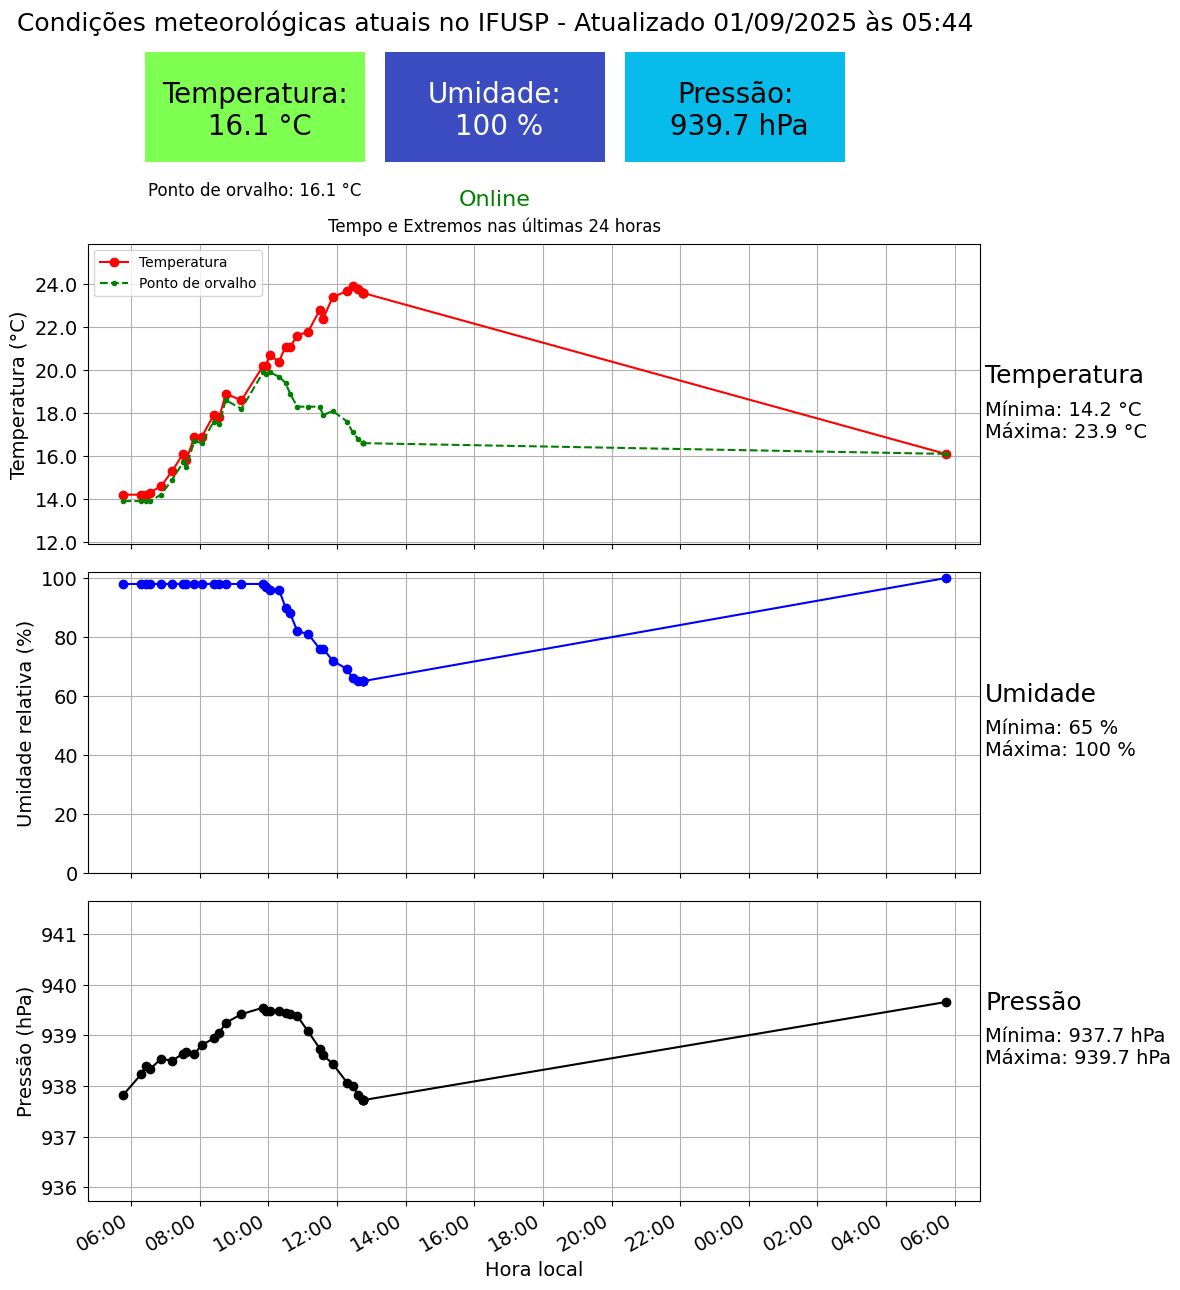 Condições meteorológicas atuais no IFUSP - Atualizado 01/09/2025 às 05:44
Temperatura:
16.1 °C
Umidade:
100 %
Pressão:
939.7 hPa
Ponto de orvalho: 16.1 °C
Online
Tempo e Extremos nas últimas 24 horas
Temperatura
Ponto de orvalho
Temperatura (°C)
24.0
22.0
20.0
18.0
16.0
14.0
12.0
Temperatura
Mínima: 14.2 °C
Máxima: 23.9 °C
Umidade relativa (%)
100
80
60
40
20
0
Umidade
Mínima: 65 %
Máxima: 100 %
Pressão (hPa)
941
940
939
938
937
936
Pressão
Mínima: 937.7 hPa
Máxima: 939.7 hPa
06:00 08:00 10:00 12:00 14:00 16:00 18:00 20:00 22:00 00:00 02:00 04:00 06:00
Hora local